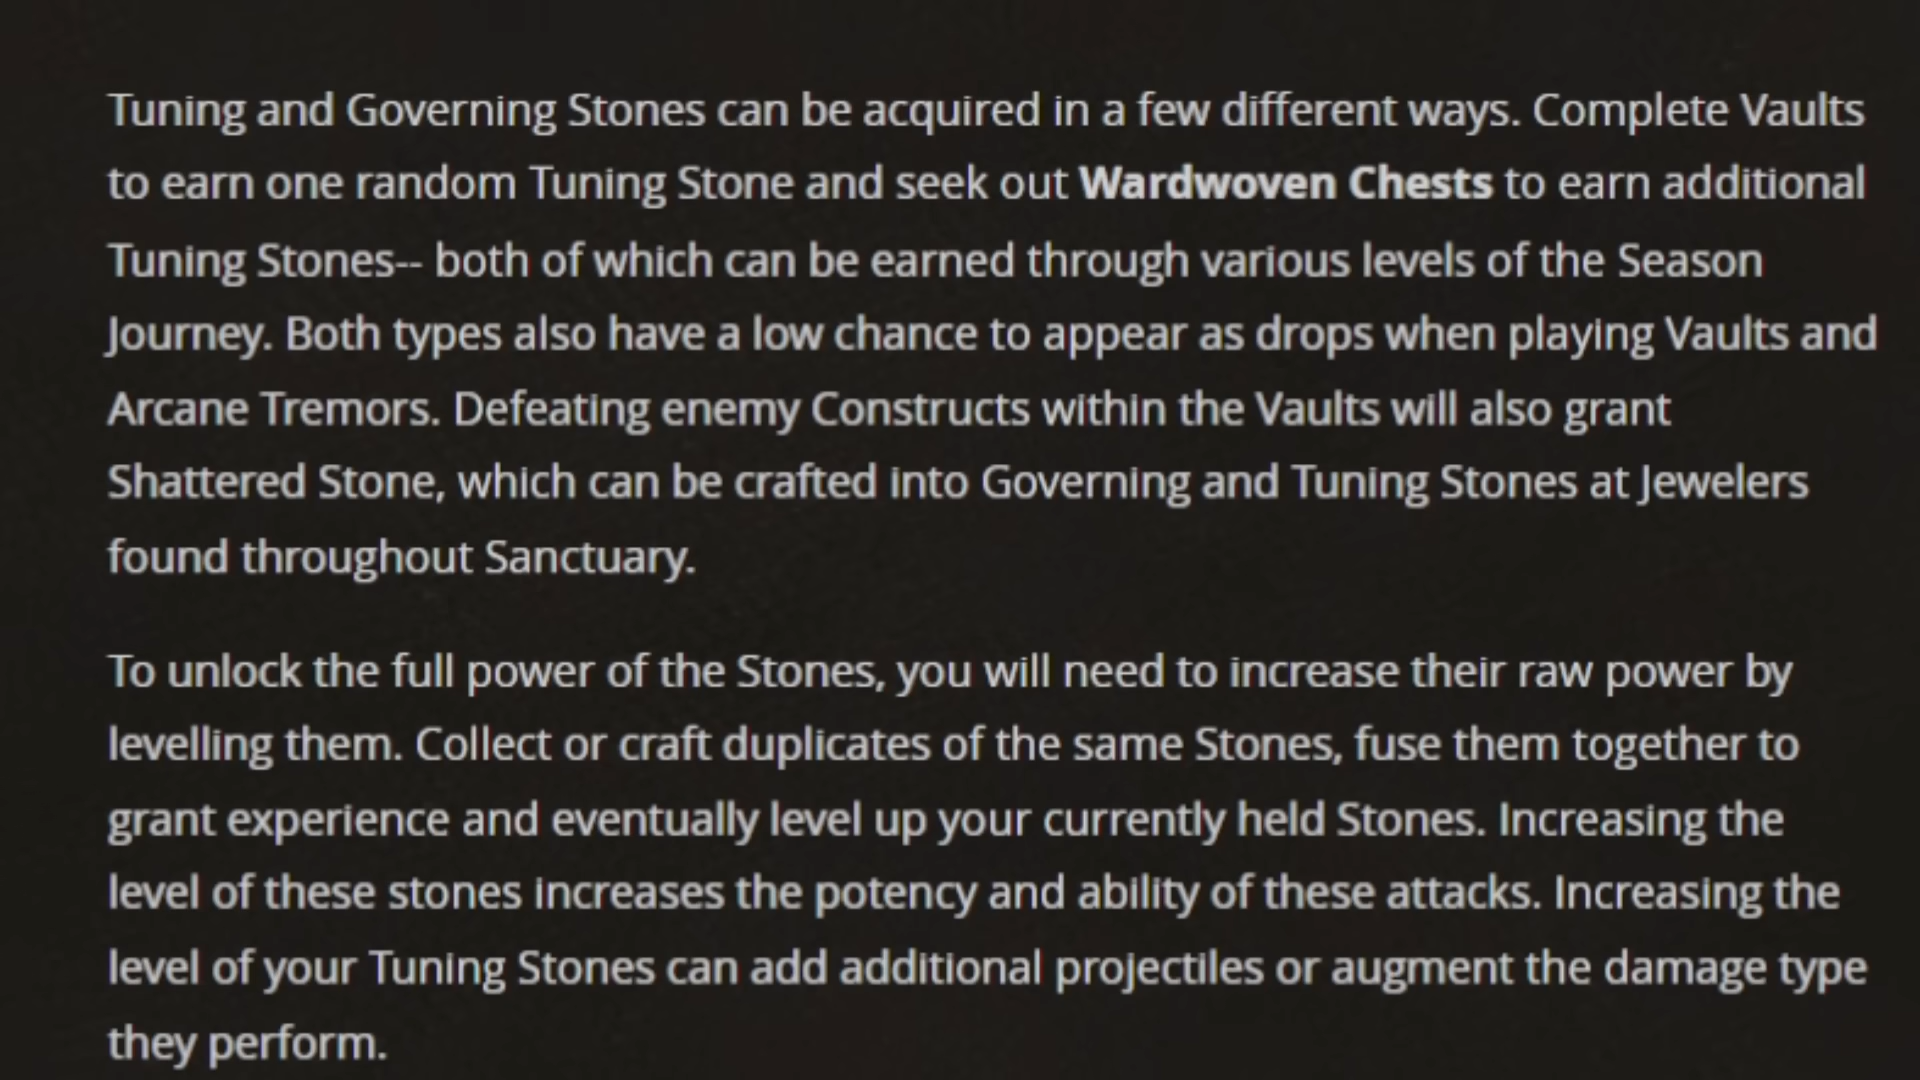 Tuning and Governing Stones can be acquired in a few different ways. Complete Vaults
to earn one random Tuning Stone and seek out Wardwoven Chests to earn additional
Tuning Stones-- both of which can be earned through various levels of the Season
Journey. Both types also have a low chance to appear as drops when playing Vaults and
Arcane Tremors. Defeating enemy Constructs within the Vaults will also grant
Shattered Stone, which can be crafted into Governing and Tuning Stones at Jewelers
found throughout Sanctuary.
To unlock the full power of the Stones, you will need to increase their raw power by
levelling them. Collect or craft duplicates of the same Stones, fuse them together to
grant experience and eventually level up your currently held Stones. Increasing the
level of these stones increases the potency and ability of these attacks. Increasing the
level of your Tuning Stones can add additional projectiles or augment the damage type
they perform.